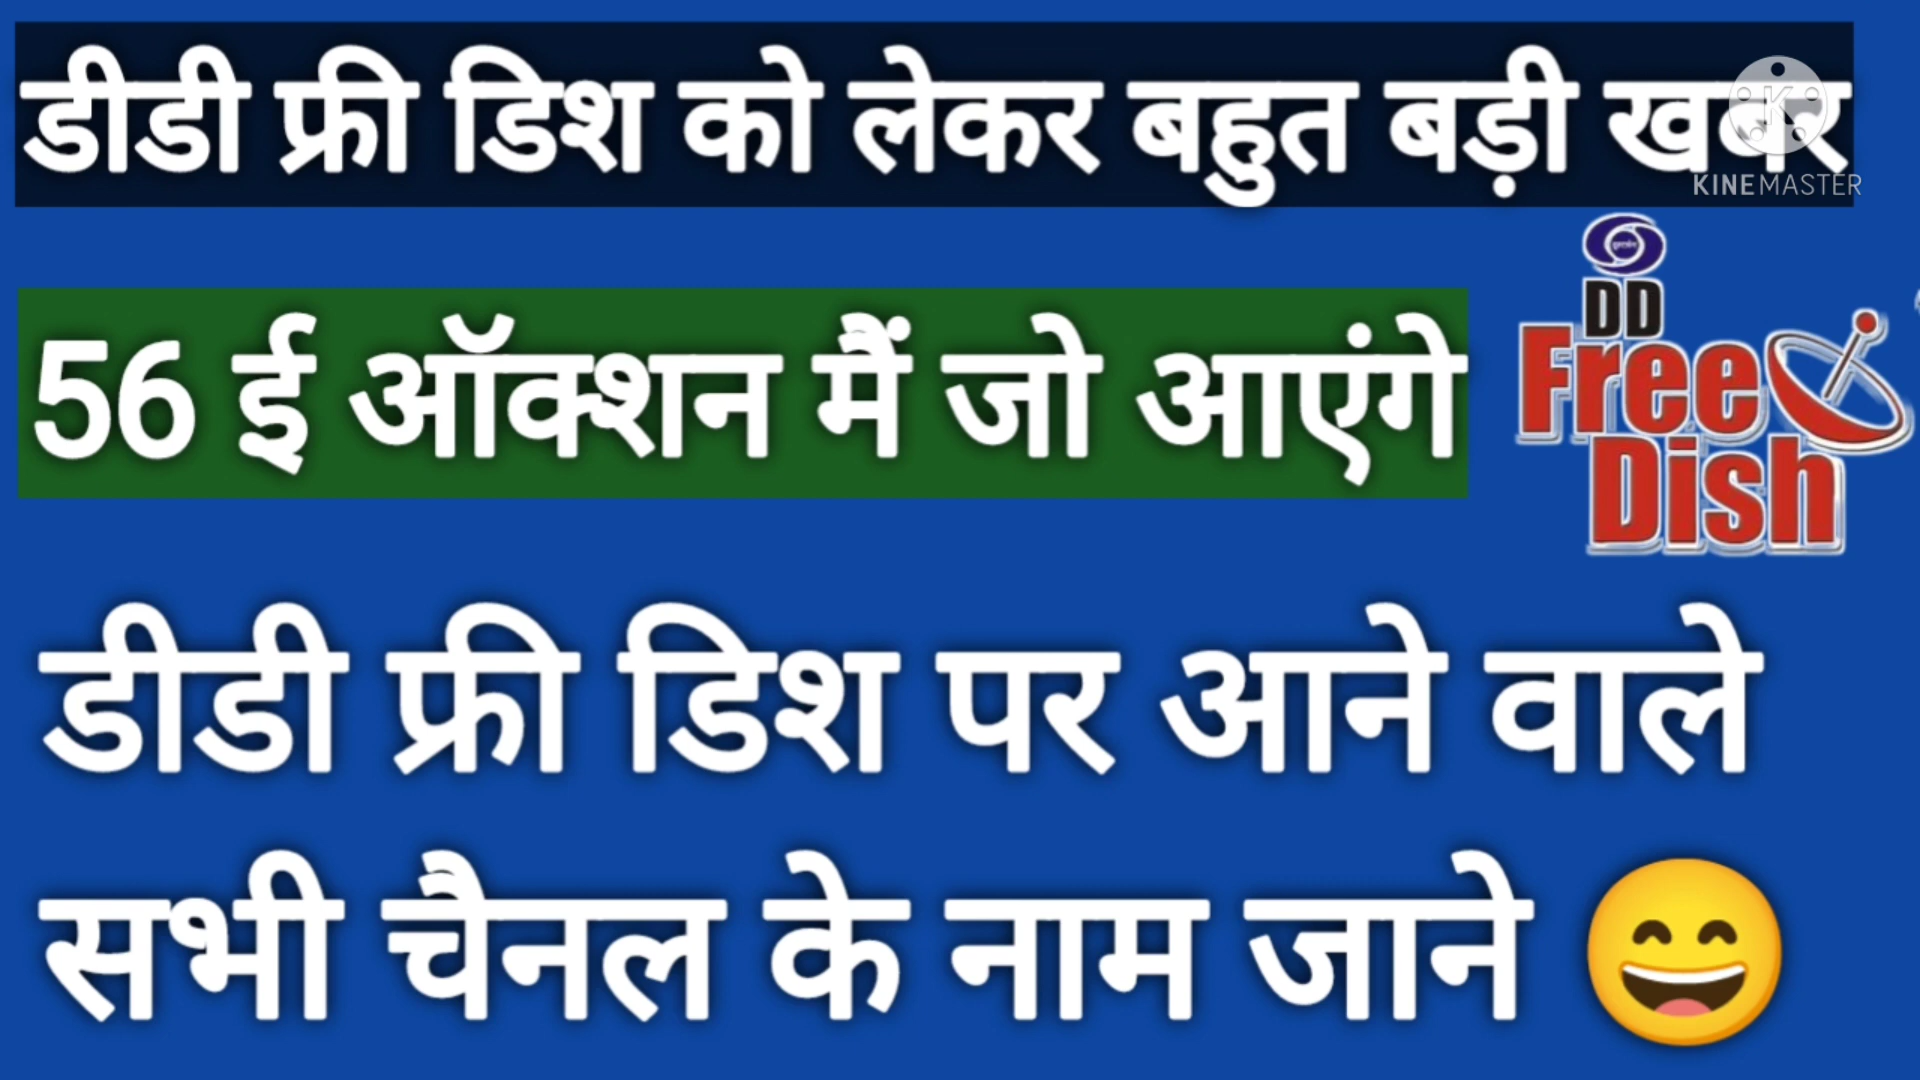 डीडी फ्री डिश को लेकर बहुत बड़ी खबर
KINEMASTER
56 ई ऑक्शन मैं जो आएंगे
DD
Free
Dish
डीडी फ्री डिश पर आने वाले
सभी चैनल के नाम जाने